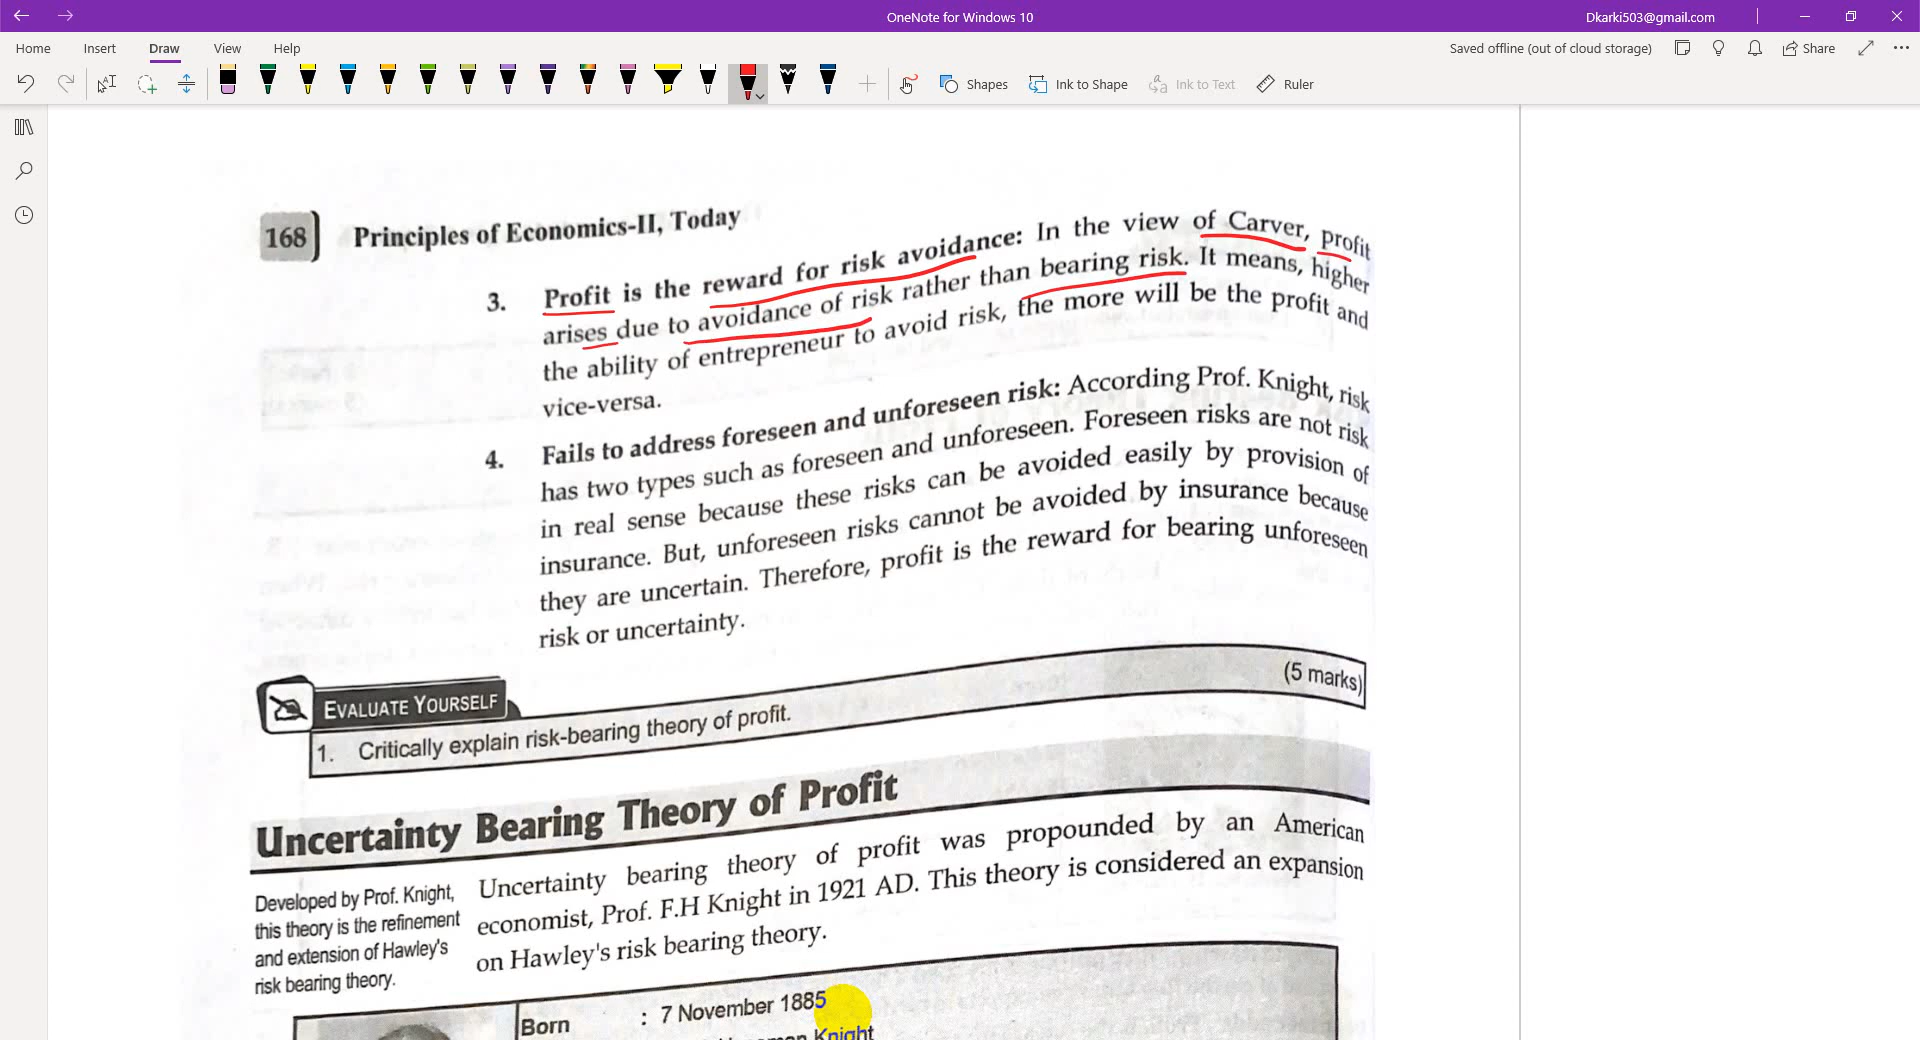 OneNote for Windows 10
Dkarki503@gmail.com
Home Insert Draw View Help
Saved offline (out of cloud storage)
Share
Shapes
Ink to Shape
Ink to Text
Ruler
168 Principles of Economics-II, Today
3. Profit is the reward for risk avoidance: In the view of Carver, profit
arises due to avoidance of risk rather than bearing risk. It means, higher
the ability of entrepreneur to avoid risk, the more will be the profit and
vice-versa.
4. Fails to address foreseen and unforeseen risk: According Prof. Knight, risk
has two types such as foreseen and unforeseen. Foreseen risks are not risk
in real sense because these risks can be avoided easily by provision of
insurance. But, unforeseen risks cannot be avoided by insurance because
they are uncertain. Therefore, profit is the reward for bearing unforeseen
risk or uncertainty.
EVALUATE YOURSELF
(5 marks)
1. Critically explain risk-bearing theory of profit.
Uncertainty Bearing Theory of Profit
Developed by Prof. Knight,
this theory is the refinement
and extension of Hawley's
risk bearing theory.
Uncertainty bearing theory of profit was propounded by an American
economist, Prof. F.H Knight in 1921 AD. This theory is considered an expansion
on Hawley's risk bearing theory.
Born : 7 November 1885
Knight